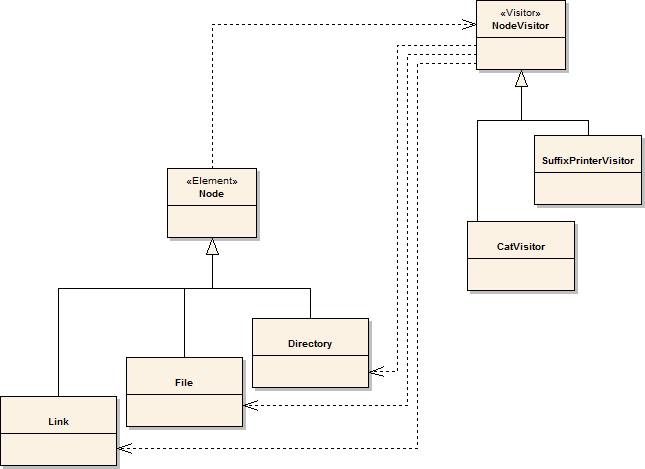 «Visitor»
NodeVisitor
SuffixPrinterVisitor
«Element»
Node
CatVisitor
Directory
File
Link